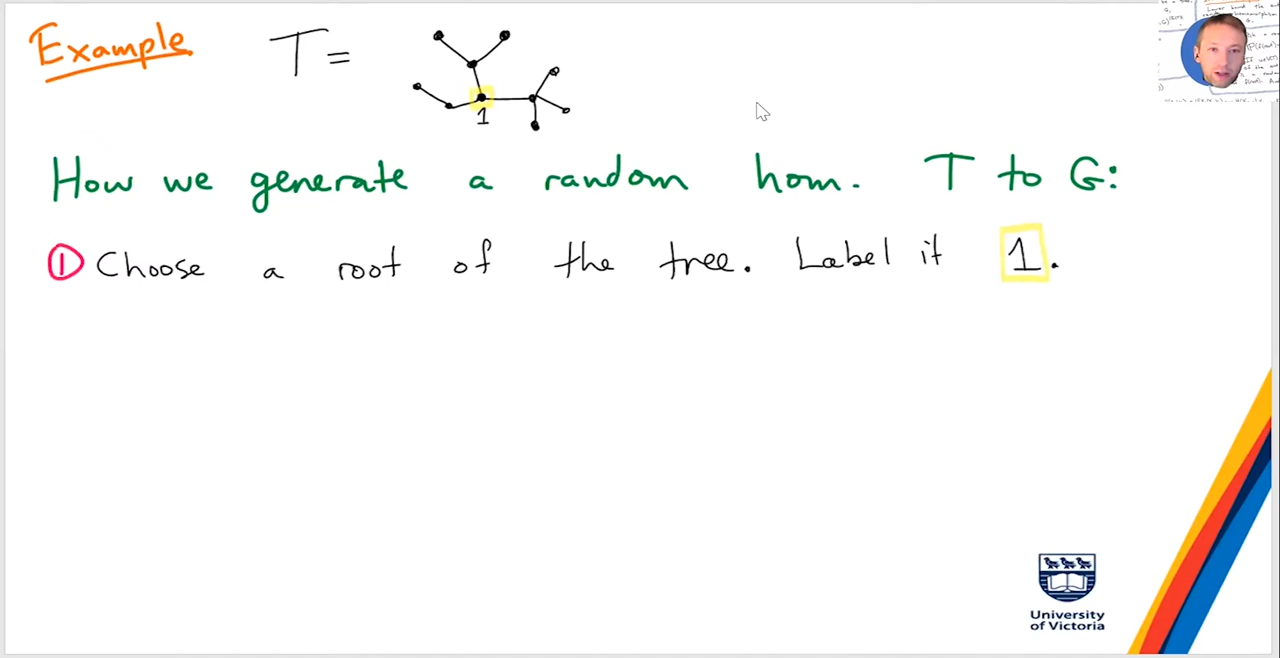 Example T =
1
How we generate a random hom. T to G:
① Choose a root of the tree. Label it 1.
University
of Victoria